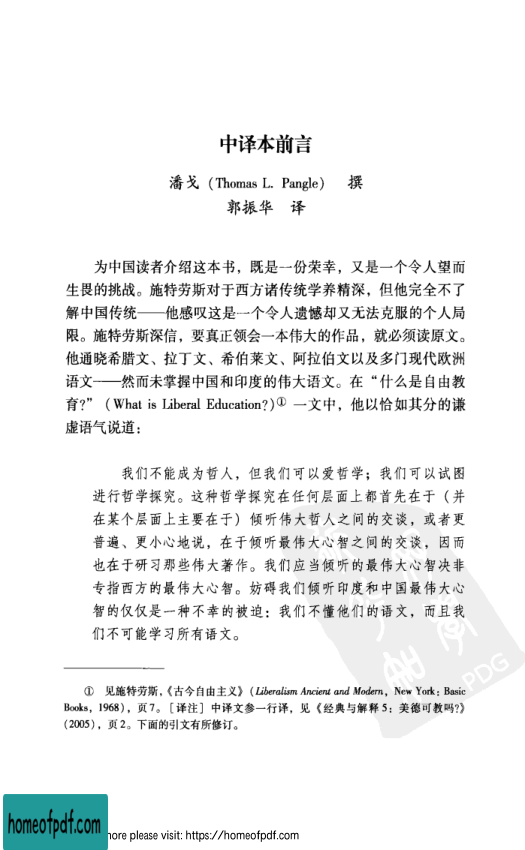 中译本前言
潘戈（Thomas L. Pangle） 撰
郭振华 译
为中国读者介绍这本书，既是一份荣幸，又是一个令人望而
生畏的挑战。施特劳斯对于西方诸传统学养精深，但他完全不了
解中国传统——他感叹这是一个令人遗憾却又无法克服的个人局
限。施特劳斯深信，要真正领会一本伟大的作品，就必须读原文。
他通晓希腊文、拉丁文、希伯莱文、阿拉伯文以及多门现代欧洲
语文——然而未掌握中国和印度的伟大语文。在“什么是自由教
育?”（What is Liberal Education?）① 一文中，他以恰如其分的谦
虚语气说道：
我们不能成为哲人，但我们可以爱哲学；我们可以试图
进行哲学探究。这种哲学探究在任何层面上都首先在于（并
在某个层面上主要在于）倾听伟大哲人之间的交谈，或者更
普遍、更小心地说，在于倾听最伟大心智之间的交谈，因而
也在于研习那些伟大著作。我们应当倾听的最伟大心智决非
专指西方的最伟大心智。妨碍我们倾听印度和中国最伟大心
智的仅仅是一种不幸的被迫：我们不懂他们的语文，而且我
们不可能学习所有语文。
① 见施特劳斯，《古今自由主义》（Liberalism Ancient and Modern, New York: Basic
Books, 1968），页7。［译注］中译文参一行译，见《经典与解释5：美德可教吗?》
（2005），页2。下面的引文有所修订。
PDG
homeofpdf.com
ore please visit: https://homeofpdf.com